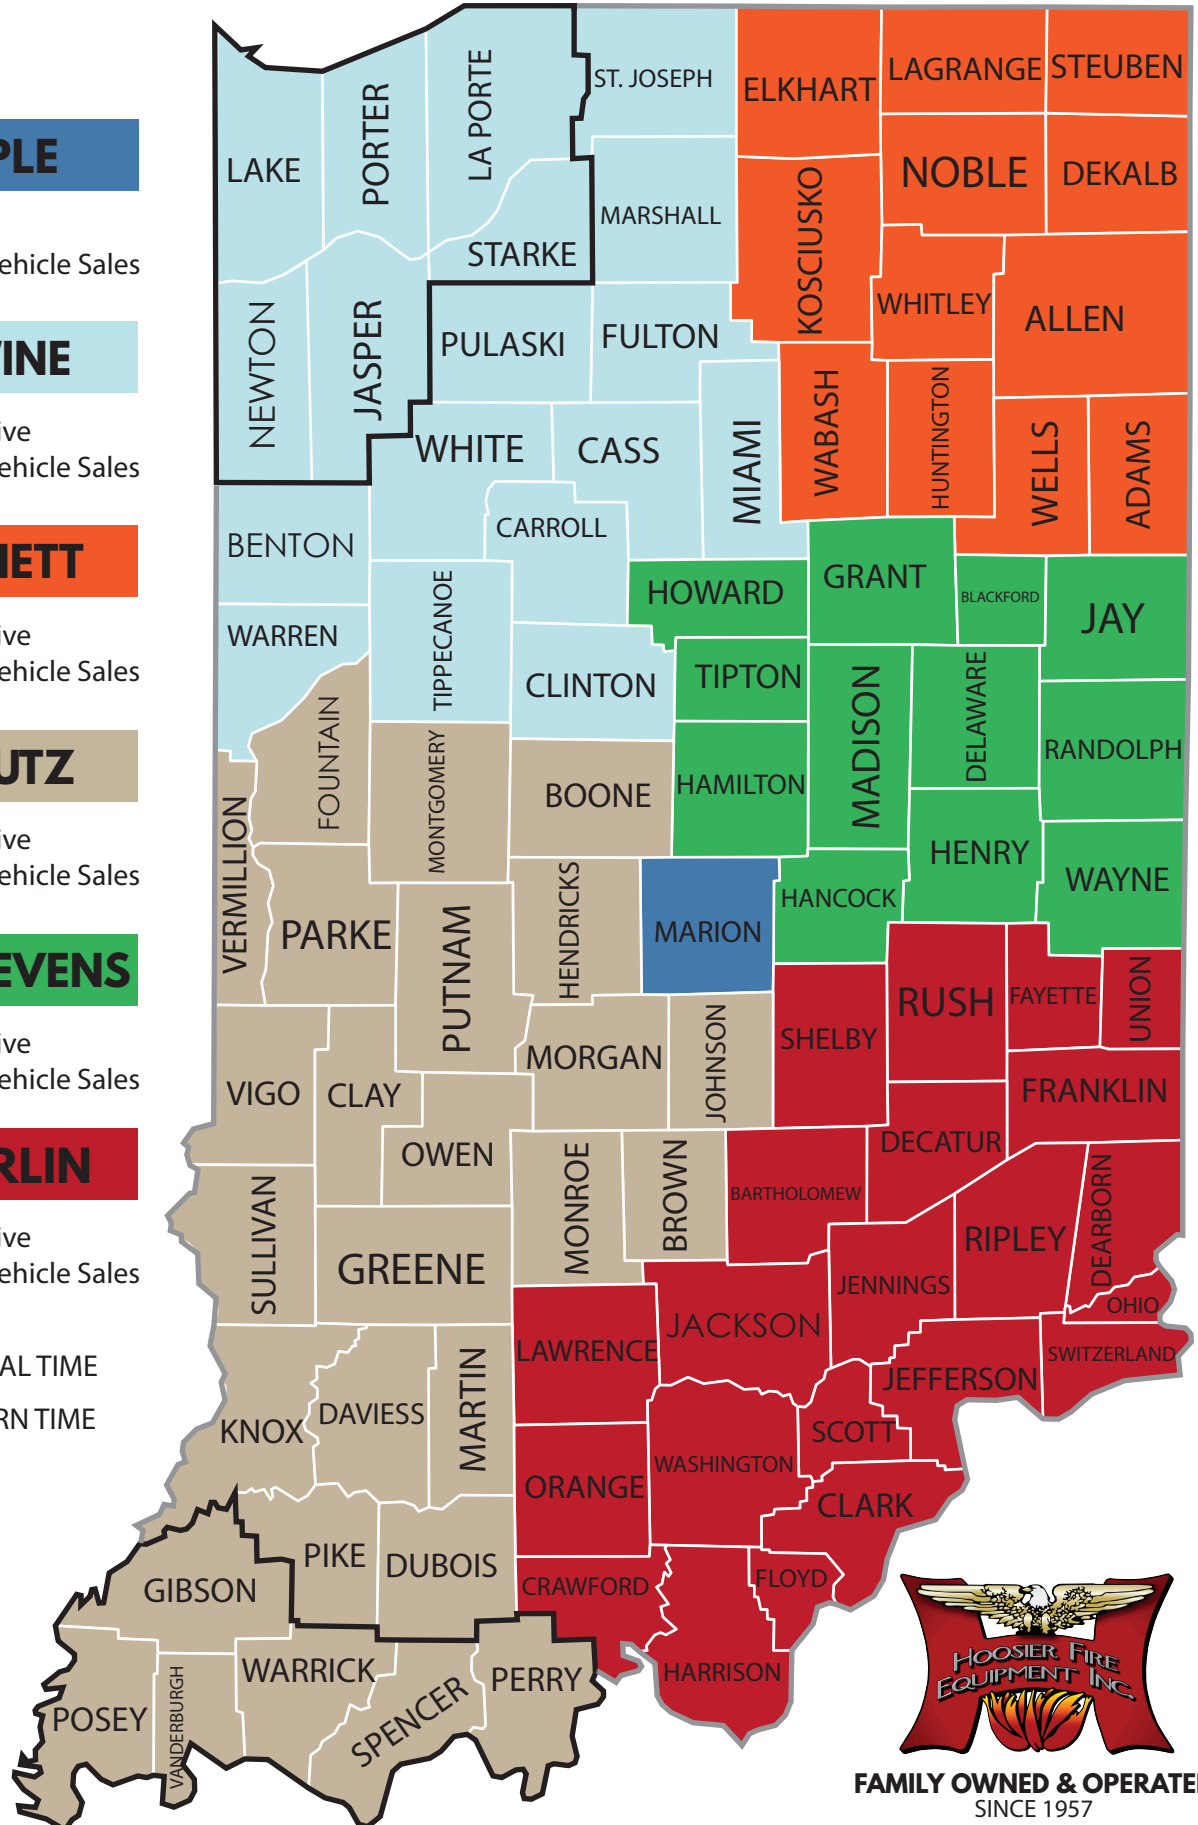 PLE
ehicle Sales
VINE
ive
ehicle Sales
NETT
ive
ehicle Sales
UTZ
ive
ehicle Sales
EVENS
ive
ehicle Sales
RLIN
ive
ehicle Sales
AL TIME
RN TIME
LAKE
PORTER
LA PORTE
ST. JOSEPH
ELKHART
LAGRANGE
STEUBEN
NOBLE
DEKALB
MARSHALL
STARKE
KOSCIUSKO
WHITLEY
ALLEN
NEWTON
JASPER
PULASKI
FULTON
WHITE
CASS
MIAMI
WABASH
HUNTINGTON
WELLS
ADAMS
BENTON
CARROLL
HOWARD
GRANT
BLACKFORD
JAY
WARREN
TIPPECANOE
CLINTON
TIPTON
MADISON
DELAWARE
RANDOLPH
FOUNTAIN
MONTGOMERY
BOONE
HAMILTON
HENRY
WAYNE
VERMILLION
PARKE
PUTNAM
HENDRICKS
MARION
HANCOCK
RUSH
FAYETTE
UNION
SHELBY
VIGO
CLAY
MORGAN
JOHNSON
FRANKLIN
OWEN
DECATUR
SULLIVAN
GREENE
MONROE
BROWN
BARTHOLOMEW
RIPLEY
DEARBORN
JENNINGS
OHIO
LAWRENCE
JACKSON
SWITZERLAND
JEFFERSON
KNOX
DAVIESS
MARTIN
SCOTT
ORANGE
WASHINGTON
CLARK
PIKE
DUBOIS
GIBSON
CRAWFORD
FLOYD
HARRISON
POSEY
VANDERBURGH
WARRICK
SPENCER
PERRY
HOOSIER FIRE
EQUIPMENT INC.
FAMILY OWNED & OPERATE
SINCE 1957